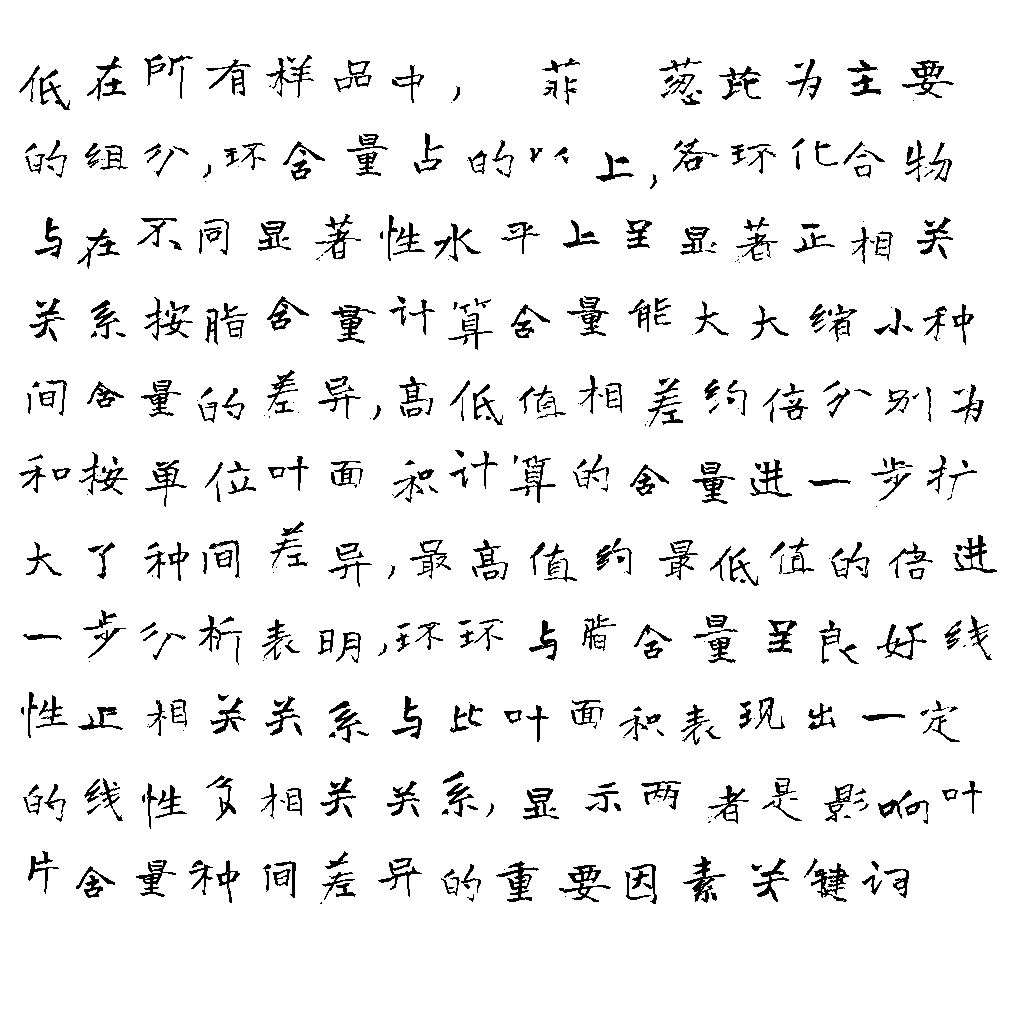 低在所有样品中，菲　蒽芘为主要
的组分,环含量占的以上,各环化合物
与在不同显著性水平上呈显著正相关
关系按脂含量计算含量能大大缩小种
间含量的差异,高低值相差约倍分别为
和按单位叶面积计算的含量进一步扩
大了种间差异,最高值约最低值的倍进
一步分析表明,环环与脂含量呈良好线
性正相关关系与比叶面积表现出一定
的线性负相关关系,显示两者是影响叶
片含量种间差异的重要因素关键词